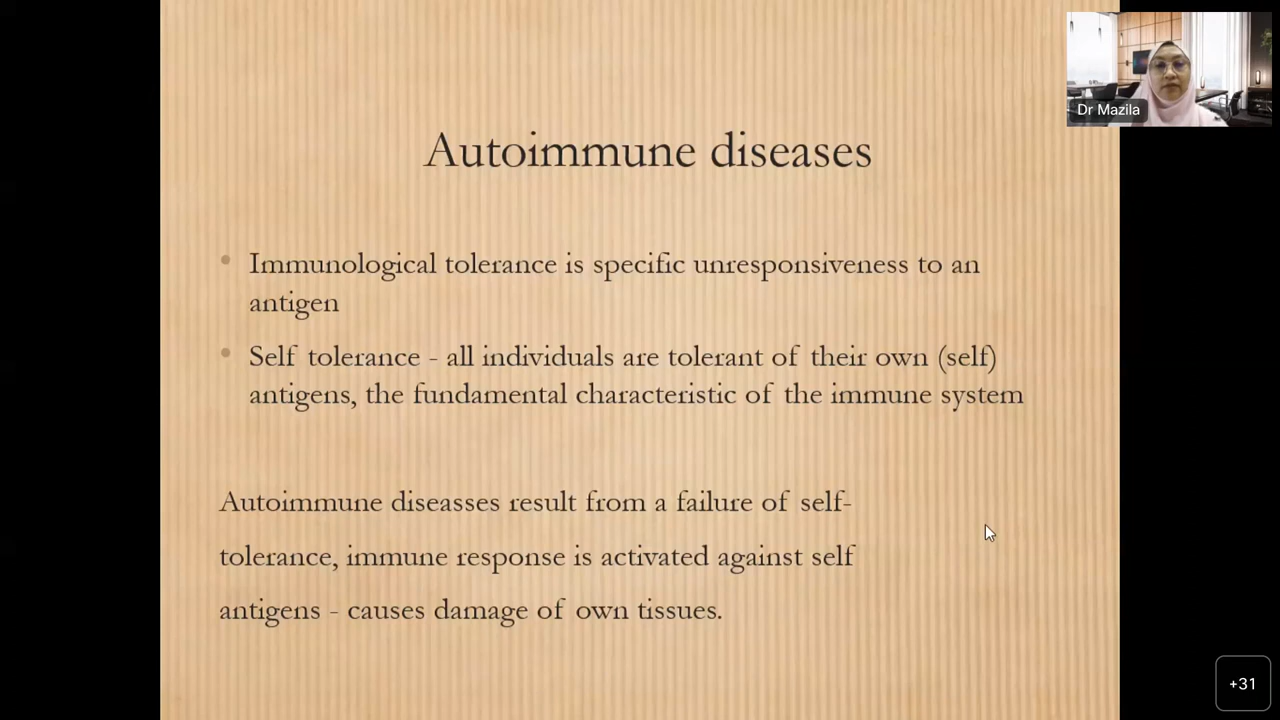 Dr Mazila
Autoimmune diseases
• Immunological tolerance is specific unresponsiveness to an
antigen
• Self tolerance - all individuals are tolerant of their own (self)
antigens, the fundamental characteristic of the immune system
Autoimmune diseasses result from a failure of self-
tolerance, immune response is activated against self
antigens - causes damage of own tissues.
+31